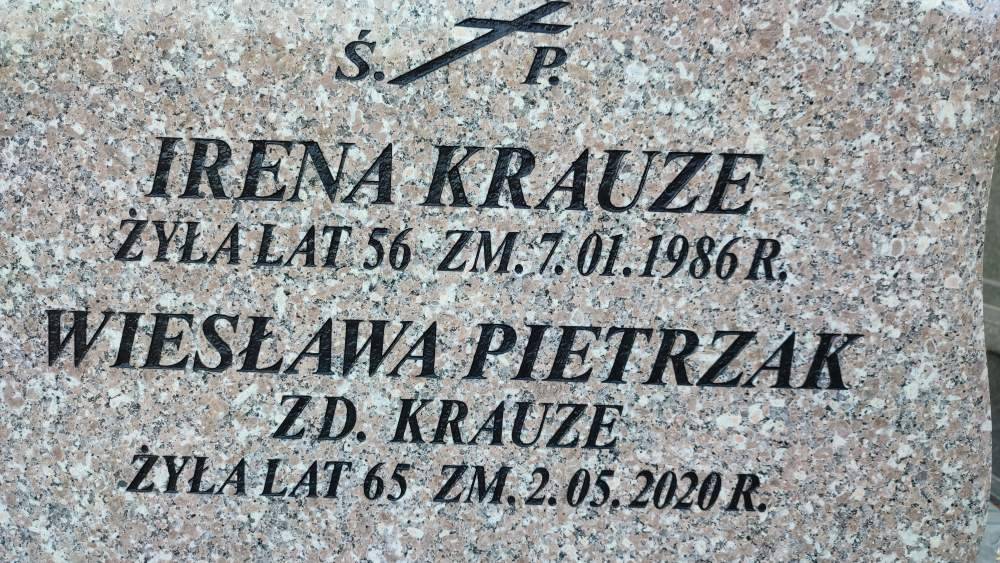 Ś. P.
IRENA KRAUZE
ŻYŁA LAT 56 ZM. 7.01.1986 R.
WIESŁAWA PIETRZAK
Z D. KRAUZE
ŻYŁA LAT 65 ZM. 2.05.2020 R.